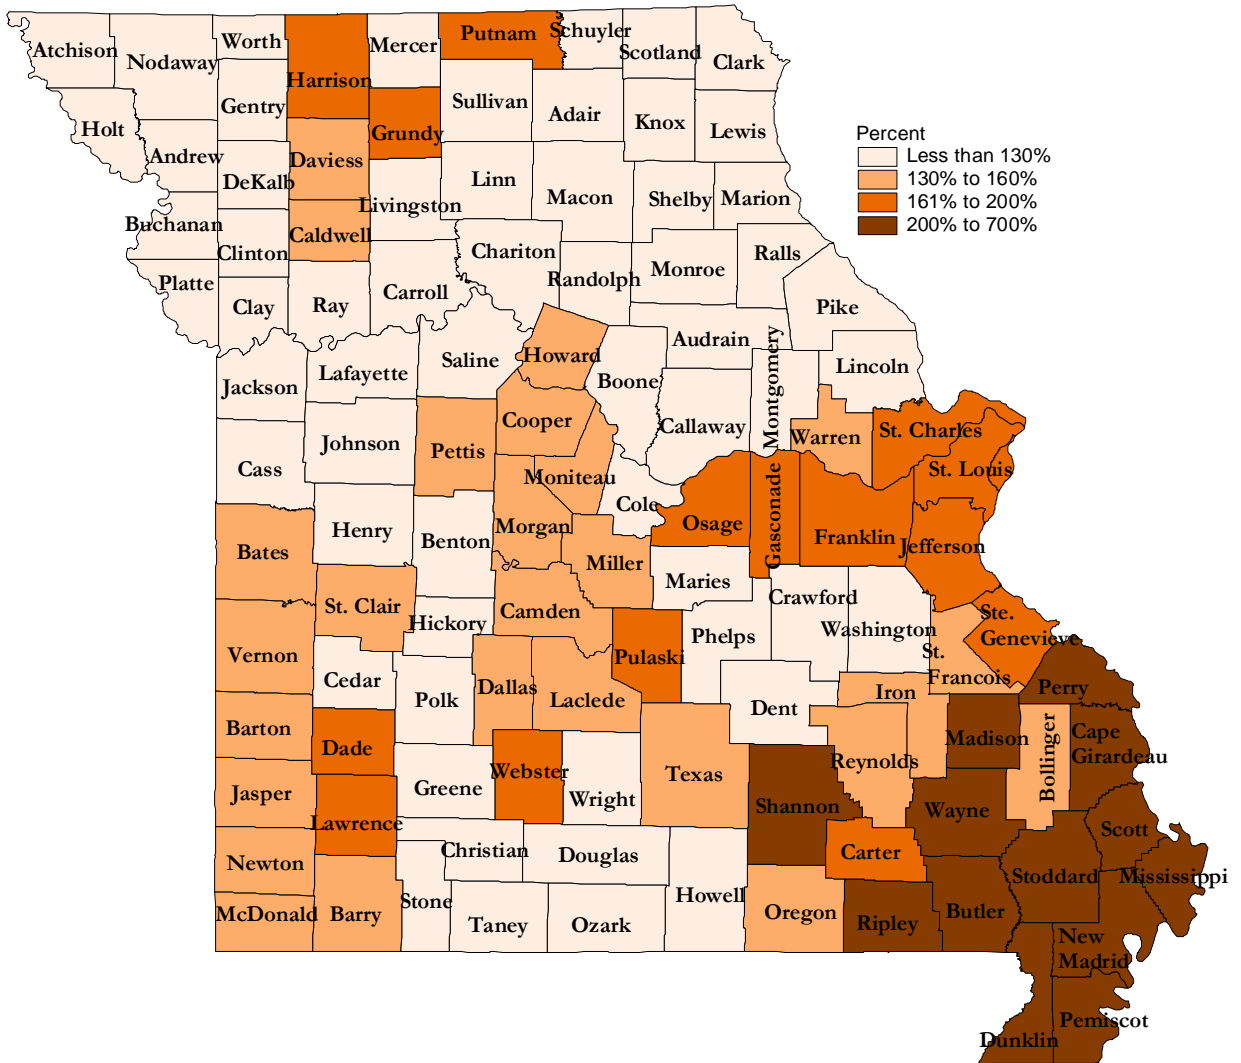 Atchison
Nodaway
Worth
Harrison
Mercer
Putnam
Schuyler
Scotland
Clark
Holt
Gentry
Grundy
Sullivan
Adair
Knox
Lewis
Percent
Less than 130%
130% to 160%
161% to 200%
200% to 700%
Andrew
DeKalb
Daviess
Livingston
Linn
Macon
Shelby
Marion
Buchanan
Clinton
Caldwell
Chariton
Randolph
Monroe
Ralls
Platte
Clay
Ray
Carroll
Pike
Jackson
Lafayette
Saline
Howard
Boone
Audrain
Montgomery
Lincoln
Cass
Johnson
Pettis
Cooper
Moniteau
Callaway
Warren
St. Charles
St. Louis
Bates
Henry
Benton
Morgan
Cole
Miller
Osage
Gasconade
Franklin
Jefferson
Vernon
St. Clair
Hickory
Camden
Maries
Phelps
Crawford
Washington
St.
Francois
Ste.
Genevieve
Pulaski
Cedar
Polk
Dallas
Laclede
Dent
Iron
Perry
Barton
Dade
Greene
Webster
Wright
Texas
Reynolds
Madison
Bollinger
Cape
Girardeau
Jasper
Lawrence
Shannon
Wayne
Scott
Newton
Christian
Douglas
Howell
Carter
Stoddard
Mississippi
McDonald
Barry
Stone
Taney
Ozark
Oregon
Ripley
Butler
New
Madrid
Pemiscot
Dunklin